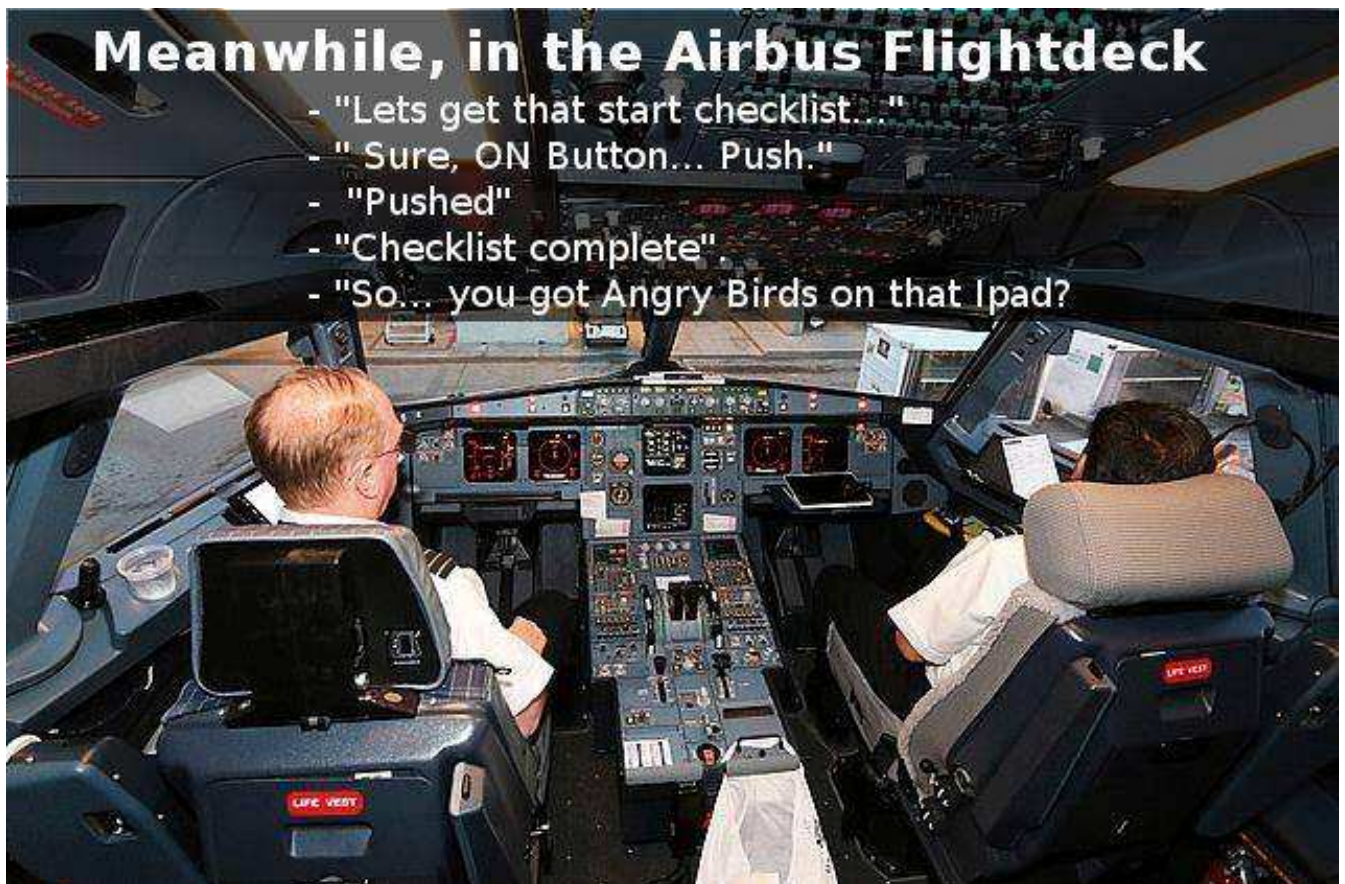 Meanwhile, in the Airbus Flightdeck
- "Lets get that start checklist..."
- " Sure, ON Button... Push."
- "Pushed"
- "Checklist complete".
- "So... you got Angry Birds on that Ipad?
LIFE VEST
LIFE VEST